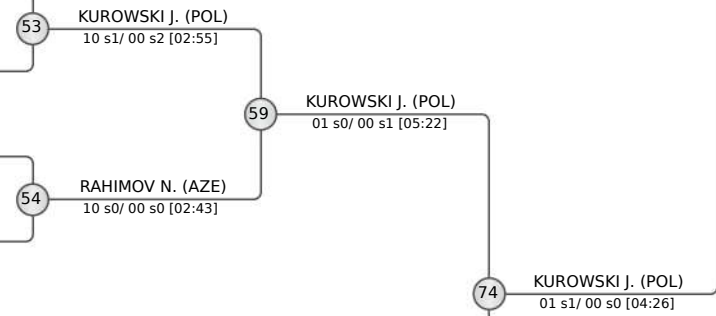 53
KUROWSKI J. (POL)
10 s1/ 00 s2 [02:55]
59
KUROWSKI J. (POL)
01 s0/ 00 s1 [05:22]
54
RAHIMOV N. (AZE)
10 s0/ 00 s0 [02:43]
74
KUROWSKI J. (POL)
01 s1/ 00 s0 [04:26]